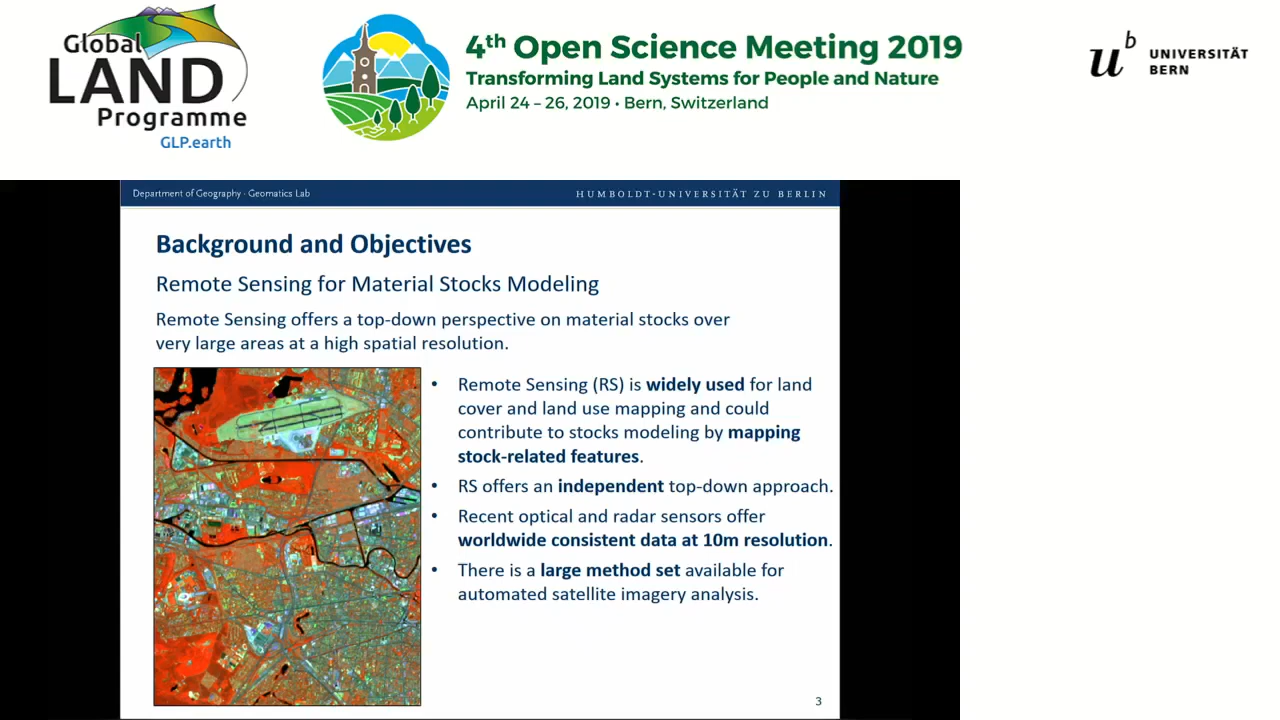 Global
LAND
Programme
GLP.earth
4th Open Science Meeting 2019
Transforming Land Systems for People and Nature
April 24 – 26, 2019 • Bern, Switzerland
u b
UNIVERSITÄT
BERN
Department of Geography · Geomatics Lab
HUMBOLDT-UNIVERSITÄT ZU BERLIN
Background and Objectives
Remote Sensing for Material Stocks Modeling
Remote Sensing offers a top-down perspective on material stocks over
very large areas at a high spatial resolution.
• Remote Sensing (RS) is widely used for land
cover and land use mapping and could
contribute to stocks modeling by mapping
stock-related features.
• RS offers an independent top-down approach.
• Recent optical and radar sensors offer
worldwide consistent data at 10m resolution.
• There is a large method set available for
automated satellite imagery analysis.
3